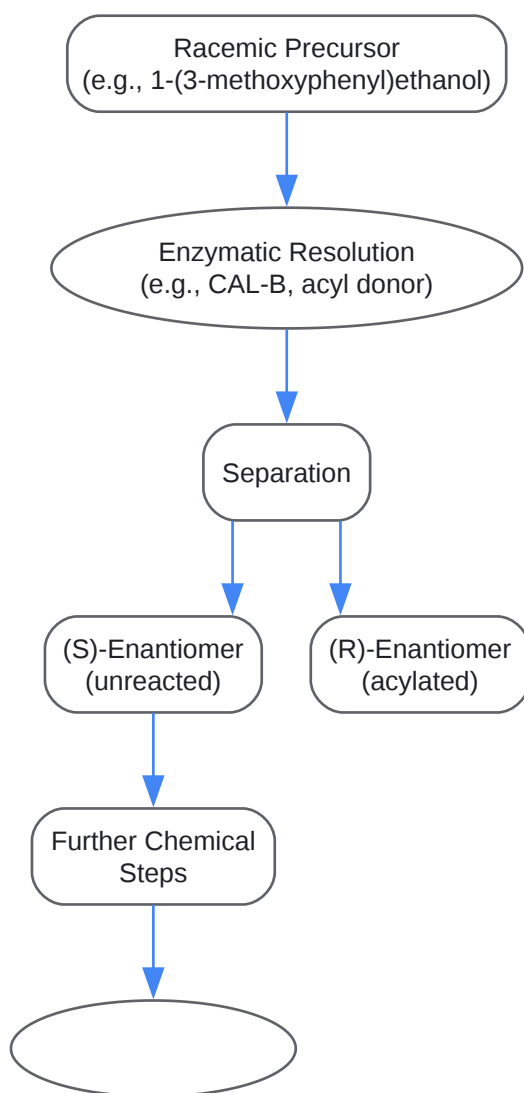 Racemic Precursor
(e.g., 1-(3-methoxyphenyl)ethanol)
Enzymatic Resolution
(e.g., CAL-B, acyl donor)
Separation
(S)-Enantiomer
(unreacted)
(R)-Enantiomer
(acylated)
Further Chemical
Steps